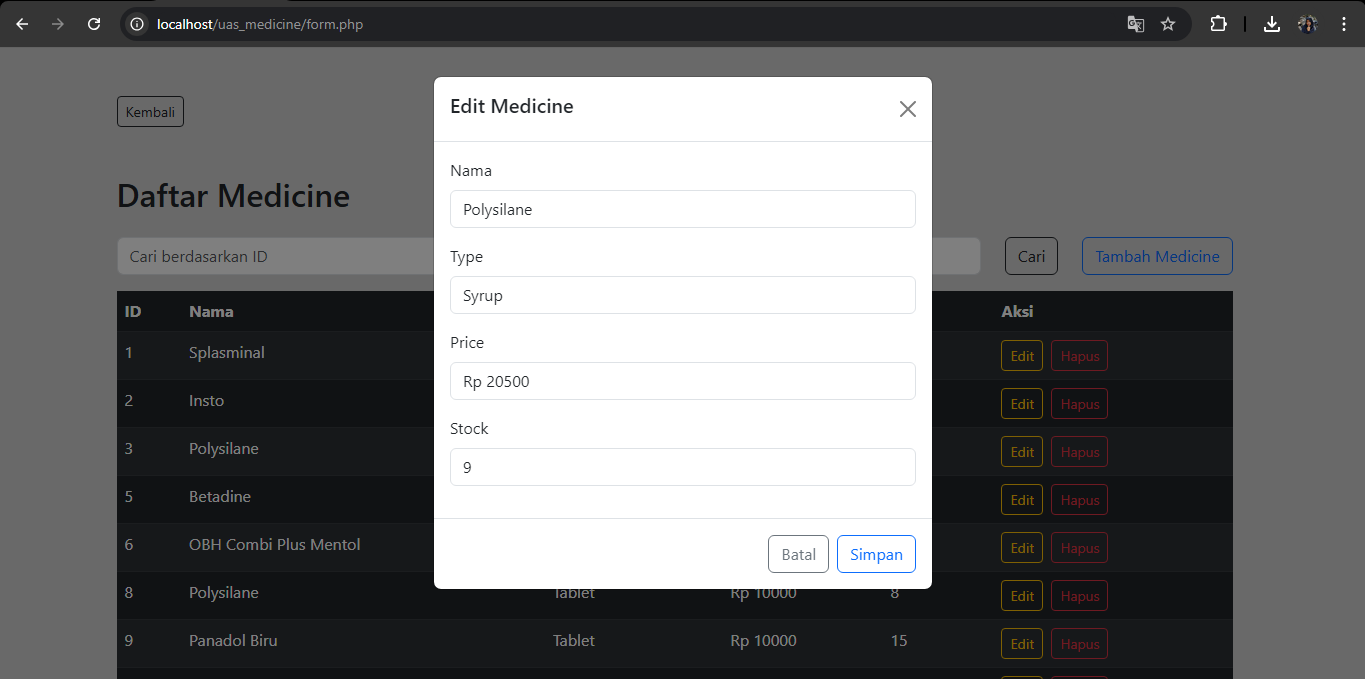 localhost/uas_medicine/form.php
Edit Medicine
Kembali
Nama
Daftar Medicine
Polysilane
Cari berdasarkan ID
Type
Cari
Tambah Medicine
Syrup
ID Nama Aksi
Price
1 Splasminal Edit Hapus
Rp 20500
2 Insto Edit Hapus
Stock
3 Polysilane Edit Hapus
9
5 Betadine Edit Hapus
6 OBH Combi Plus Mentol Edit Hapus
Batal Simpan
8 Polysilane Tablet Rp 10000 8 Edit Hapus
9 Panadol Biru Tablet Rp 10000 15 Edit Hapus